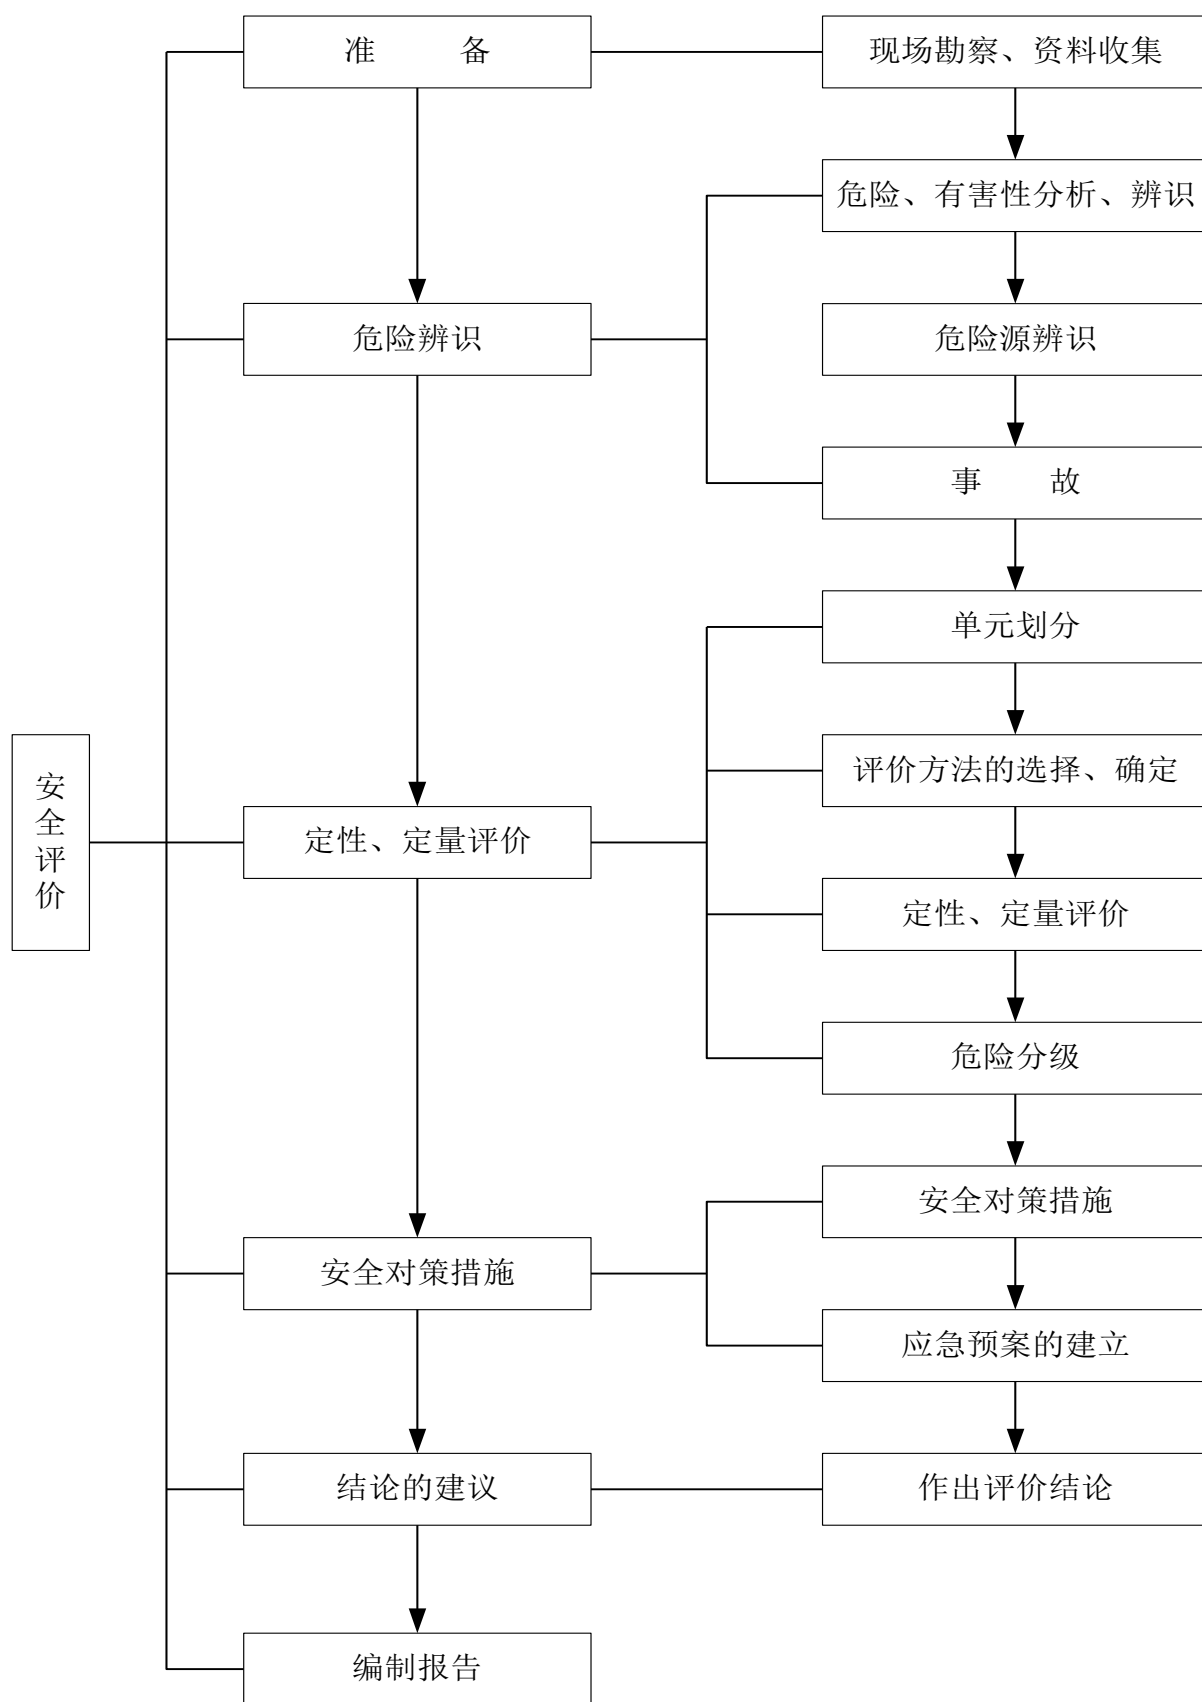 准 备
现场勘察、资料收集
危险、有害性分析、辨识
危险辨识
危险源辨识
事 故
单元划分
安全评价
评价方法的选择、确定
定性、定量评价
定性、定量评价
危险分级
安全对策措施
安全对策措施
应急预案的建立
结论的建议
作出评价结论
编制报告